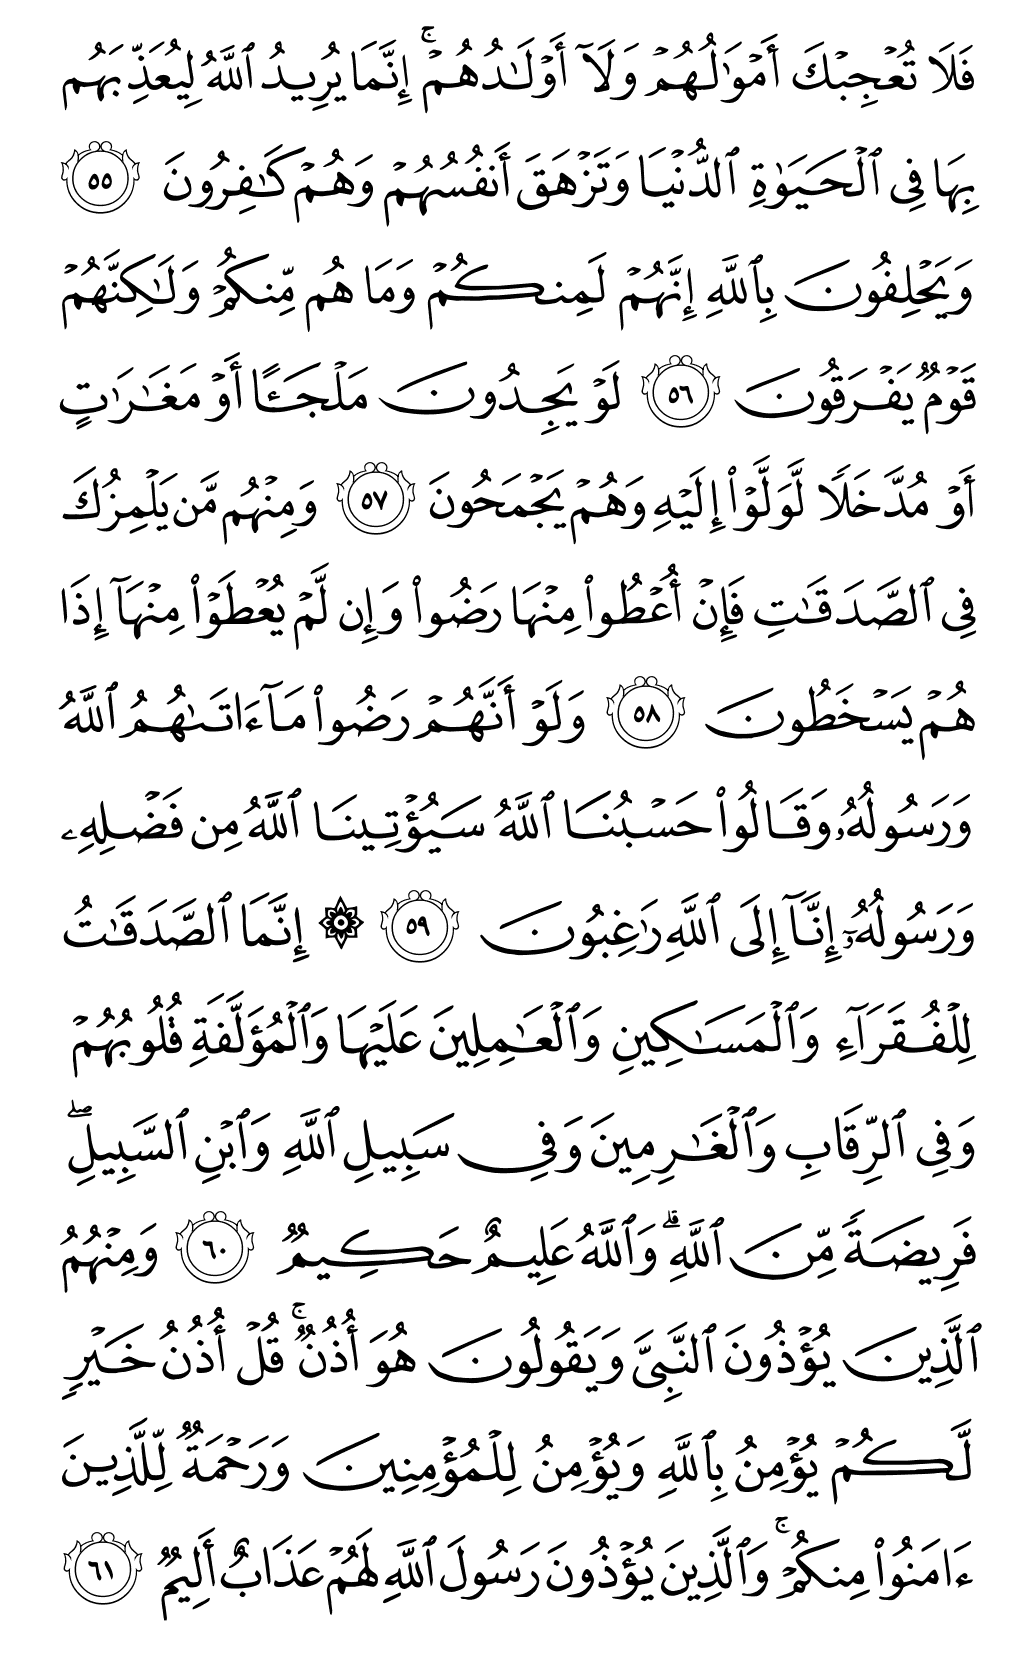 فَلَا تُعۡجِبۡكَ أَمۡوَٰلُهُمۡ وَلَآ أَوۡلَٰدُهُمۡۚ إِنَّمَا يُرِيدُ ٱللَّهُ لِيُعَذِّبَهُم
بِهَا فِى ٱلۡحَيَوٰةِ ٱلدُّنۡيَا وَتَزۡهَقَ أَنفُسُهُمۡ وَهُمۡ كَٰفِرُونَ ٥٥
وَيَحۡلِفُونَ بِٱللَّهِ إِنَّهُمۡ لَمِنكُمۡ وَمَا هُم مِّنكُمۡ وَلَٰكِنَّهُمۡ
قَوۡمٞ يَفۡرَقُونَ ٥٦ لَوۡ يَجِدُونَ مَلۡجَـًٔا أَوۡ مَغَٰرَٰتٍ
أَوۡ مُدَّخَلٗا لَّوَلَّوۡاْ إِلَيۡهِ وَهُمۡ يَجۡمَحُونَ ٥٧ وَمِنۡهُم مَّن يَلۡمِزُكَ
فِى ٱلصَّدَقَٰتِ فَإِنۡ أُعۡطُواْ مِنۡهَا رَضُواْ وَإِن لَّمۡ يُعۡطَوۡاْ مِنۡهَآ إِذَا
هُمۡ يَسۡخَطُونَ ٥٨ وَلَوۡ أَنَّهُمۡ رَضُواْ مَآ ءَاتَىٰهُمُ ٱللَّهُ
وَرَسُولُهُۥ وَقَالُواْ حَسۡبُنَا ٱللَّهُ سَيُؤۡتِينَا ٱللَّهُ مِن فَضۡلِهِۦ
وَرَسُولُهُۥٓ إِنَّآ إِلَى ٱللَّهِ رَٰغِبُونَ ٥٩ ۞ إِنَّمَا ٱلصَّدَقَٰتُ
لِلۡفُقَرَآءِ وَٱلۡمَسَٰكِينِ وَٱلۡعَٰمِلِينَ عَلَيۡهَا وَٱلۡمُؤَلَّفَةِ قُلُوبُهُمۡ
وَفِى ٱلرِّقَابِ وَٱلۡغَٰرِمِينَ وَفِى سَبِيلِ ٱللَّهِ وَٱبۡنِ ٱلسَّبِيلِۖ
فَرِيضَةٗ مِّنَ ٱللَّهِۗ وَٱللَّهُ عَلِيمٌ حَكِيمٞ ٦٠ وَمِنۡهُمُ
ٱلَّذِينَ يُؤۡذُونَ ٱلنَّبِىَّ وَيَقُولُونَ هُوَ أُذُنٞۚ قُلۡ أُذُنُ خَيۡرٖ
لَّكُمۡ يُؤۡمِنُ بِٱللَّهِ وَيُؤۡمِنُ لِلۡمُؤۡمِنِينَ وَرَحۡمَةٞ لِّلَّذِينَ
ءَامَنُواْ مِنكُمۡۚ وَٱلَّذِينَ يُؤۡذُونَ رَسُولَ ٱللَّهِ لَهُمۡ عَذَابٌ أَلِيمٞ ٦١